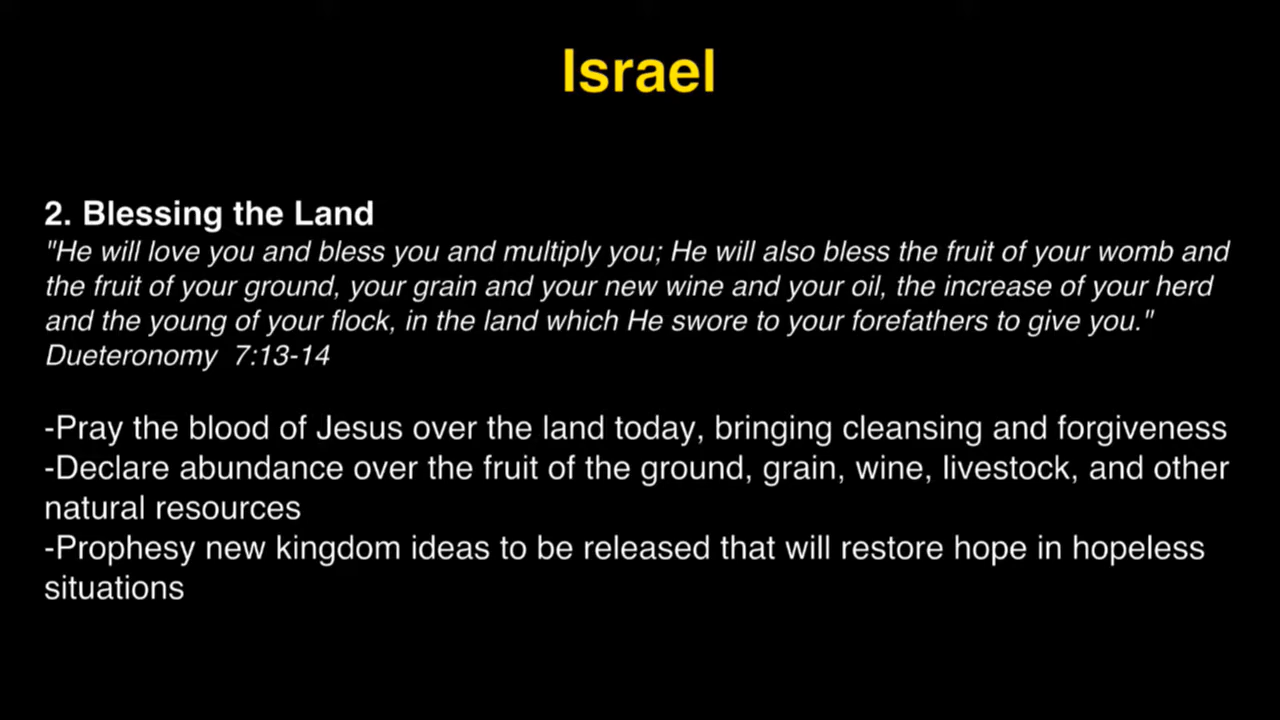 Israel
2. Blessing the Land
"He will love you and bless you and multiply you; He will also bless the fruit of your womb and
the fruit of your ground, your grain and your new wine and your oil, the increase of your herd
and the young of your flock, in the land which He swore to your forefathers to give you."
Dueteronomy  7:13-14
-Pray the blood of Jesus over the land today, bringing cleansing and forgiveness
-Declare abundance over the fruit of the ground, grain, wine, livestock, and other
natural resources
-Prophesy new kingdom ideas to be released that will restore hope in hopeless
situations